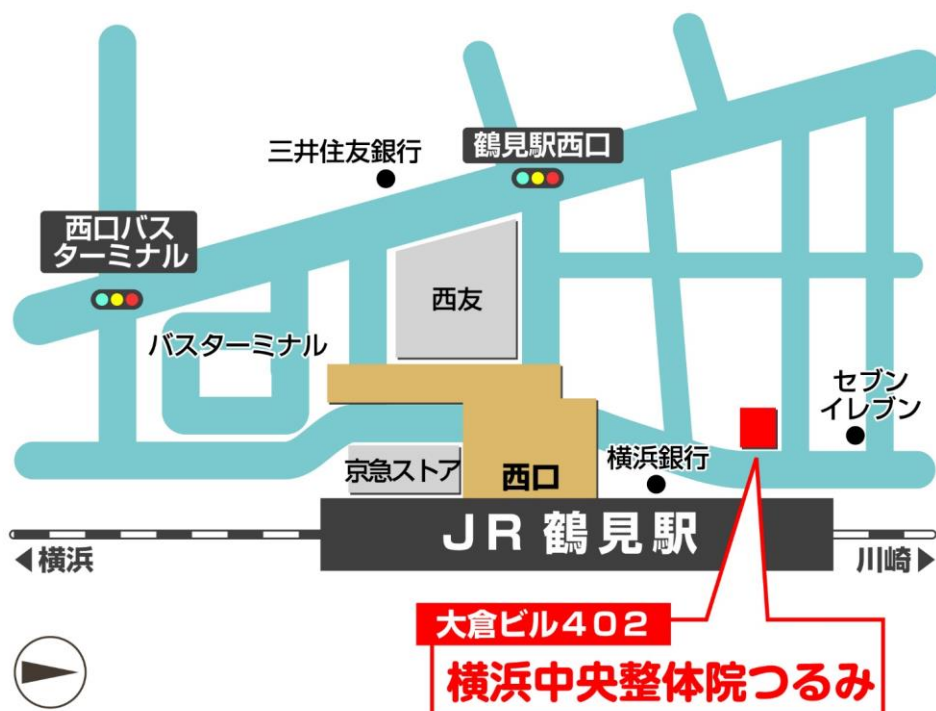 三井住友銀行
鶴見駅西口
西口バス
ターミナル
西友
バスターミナル
セブン
イレブン
京急ストア
西口
横浜銀行
JR 鶴見駅
◀横浜
川崎▶
大倉ビル402
横浜中央整体院つるみ